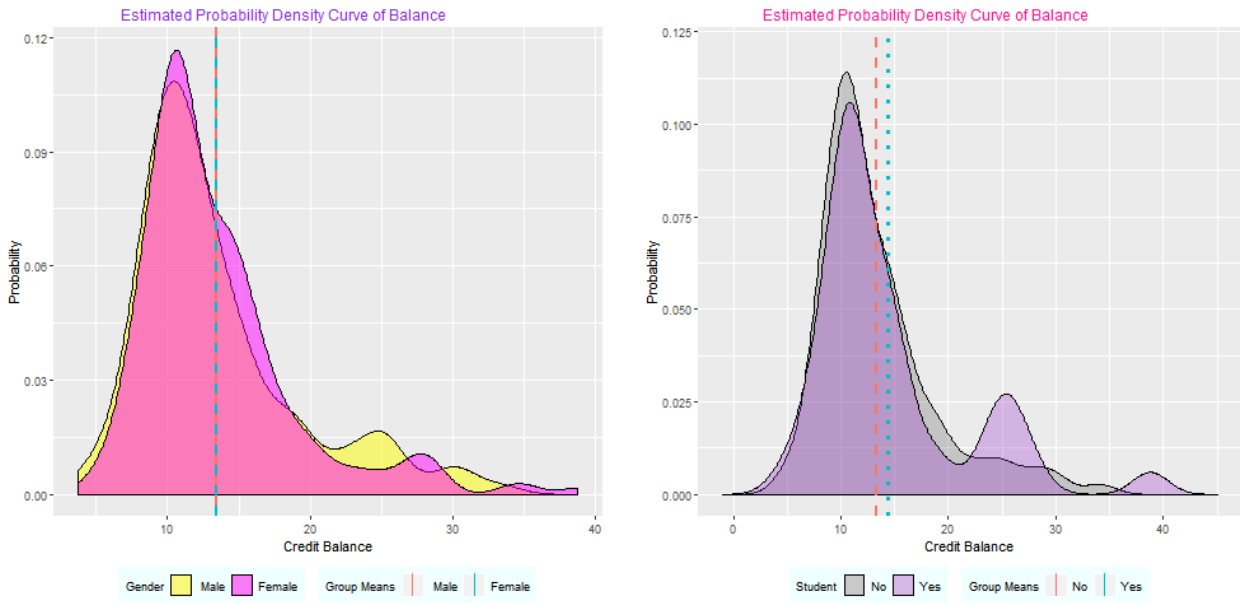 Estimated Probability Density Curve of Balance
0.12
0.09
0.06
0.03
0.00
Probability
10 20 30 40
Credit Balance
Gender Male Female Group Means Male Female
Estimated Probability Density Curve of Balance
0.125
0.100
0.075
0.050
0.025
0.000
Probability
0 10 20 30 40
Credit Balance
Student No Yes Group Means No Yes